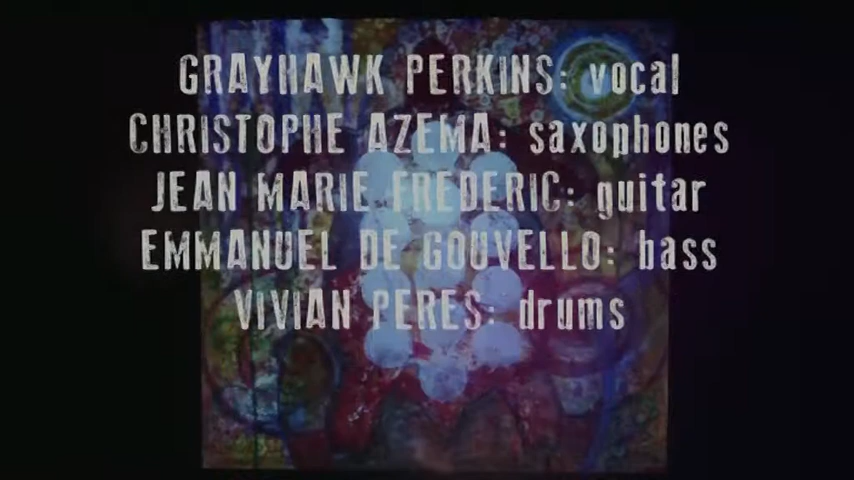 GRAYHAWK PERKINS: vocal
CHRISTOPHE AZEMA: saxophones
JEAN MARIE FREDERIC: guitar
EMMANUEL DE GOUVELLO: bass
VIVIAN PERES: drums